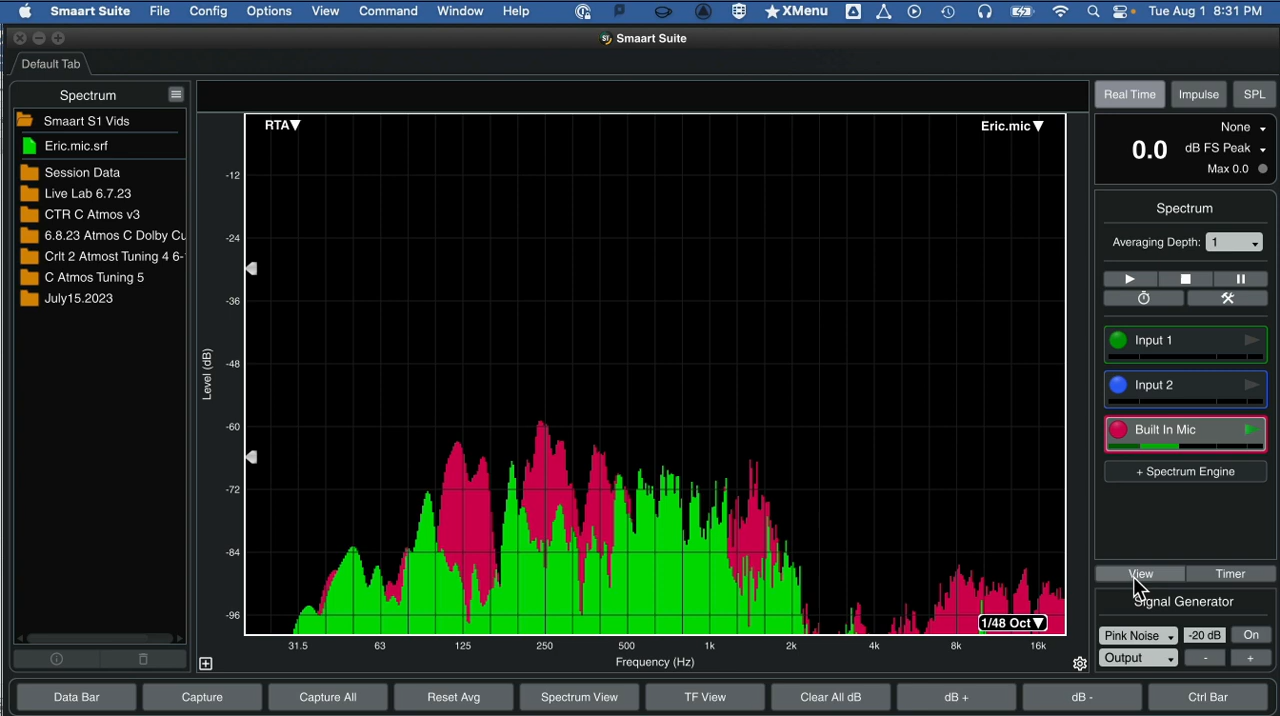 Smaart Suite File Config Options View Command Window Help XMenu Tue Aug 1 8:31 PM
Smaart Suite
Default Tab
Spectrum
Smaart S1 Vids
Eric.mic.srf
Session Data
Live Lab 6.7.23
CTR C Atmos v3
6.8.23 Atmos C Dolby Cu
Crlt 2 Atmost Tuning 4 6-
C Atmos Tuning 5
July15.2023
RTA▼
Eric.mic▼
Level (dB)
-12
-24
-36
-48
-60
-72
-84
-96
1/48 Oct▼
31.5 63 125 250 500 1k 2k 4k 8k 16k
Frequency (Hz)
Real Time Impulse SPL
None
0.0 dB FS Peak
Max 0.0
Spectrum
Averaging Depth: 1
Input 1
Input 2
Built In Mic
+ Spectrum Engine
View Timer
Signal Generator
Pink Noise -20 dB On
Output - +
Data Bar Capture Capture All Reset Avg Spectrum View TF View Clear All dB dB + dB - Ctrl Bar